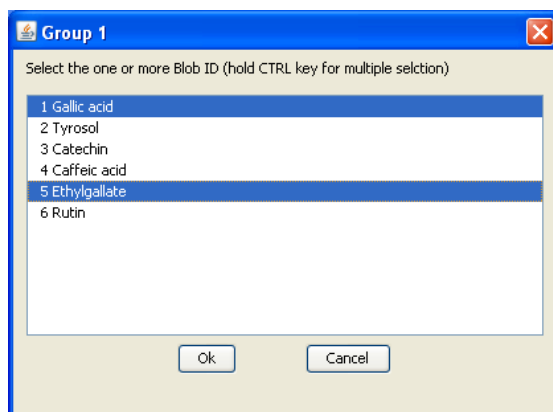 Group 1
Select the one or more Blob ID (hold CTRL key for multiple selction)
1 Gallic acid
2 Tyrosol
3 Catechin
4 Caffeic acid
5 Ethylgallate
6 Rutin
Ok Cancel